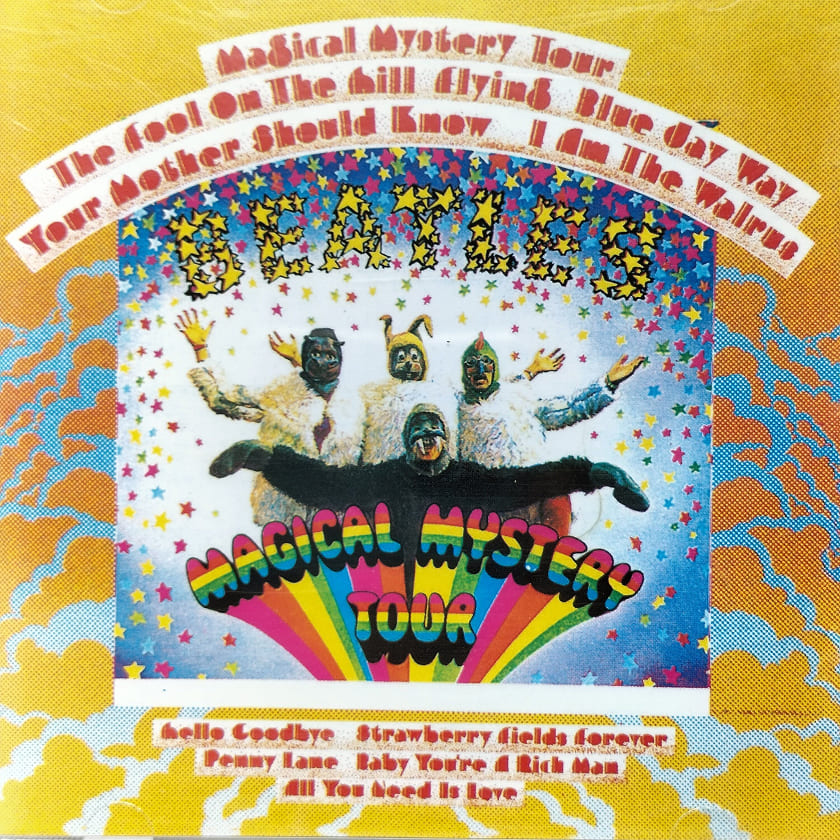 Magical Mystery Tour
The Fool On The Hill Flying Blue Jay Way
Your Mother Should Know I Am The Walrus
BEATLES
MAGICAL MYSTERY
TOUR
Hello Goodbye Strawberry Fields Forever
Penny Lane Baby You're A Rich Man
All You Need Is Love